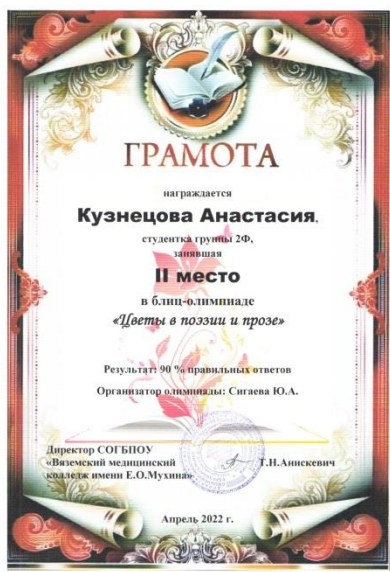 ГРАМОТА
награждается
Кузнецова Анастасия,
студентка группы 2Ф,
занявшая
II место
в блиц-олимпиаде
«Цветы в поэзии и прозе»
Результат: 90 % правильных ответов
Организатор олимпиады: Сигаева Ю.А.
Директор СОГБПОУ
«Вяземский медицинский
колледж имени Е.О.Мухина» Т.Н.Анискевич
Апрель 2022 г.